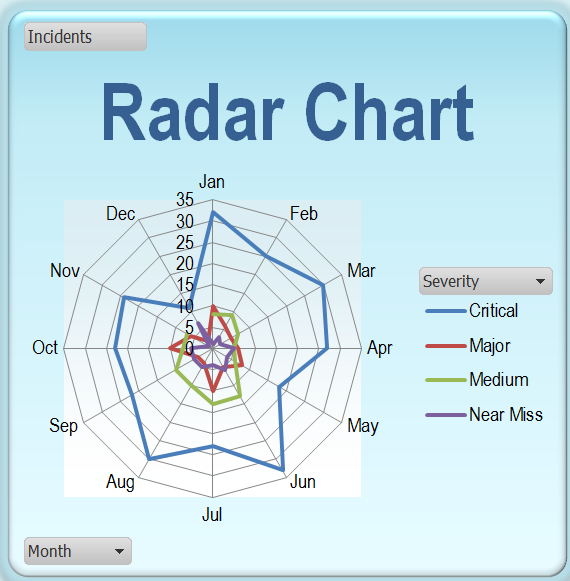 Incidents
Radar Chart
Jan
Feb
Mar
Apr
May
Jun
Jul
Aug
Sep
Oct
Nov
Dec
35
30
25
20
15
10
5
0
Severity
Critical
Major
Medium
Near Miss
Month